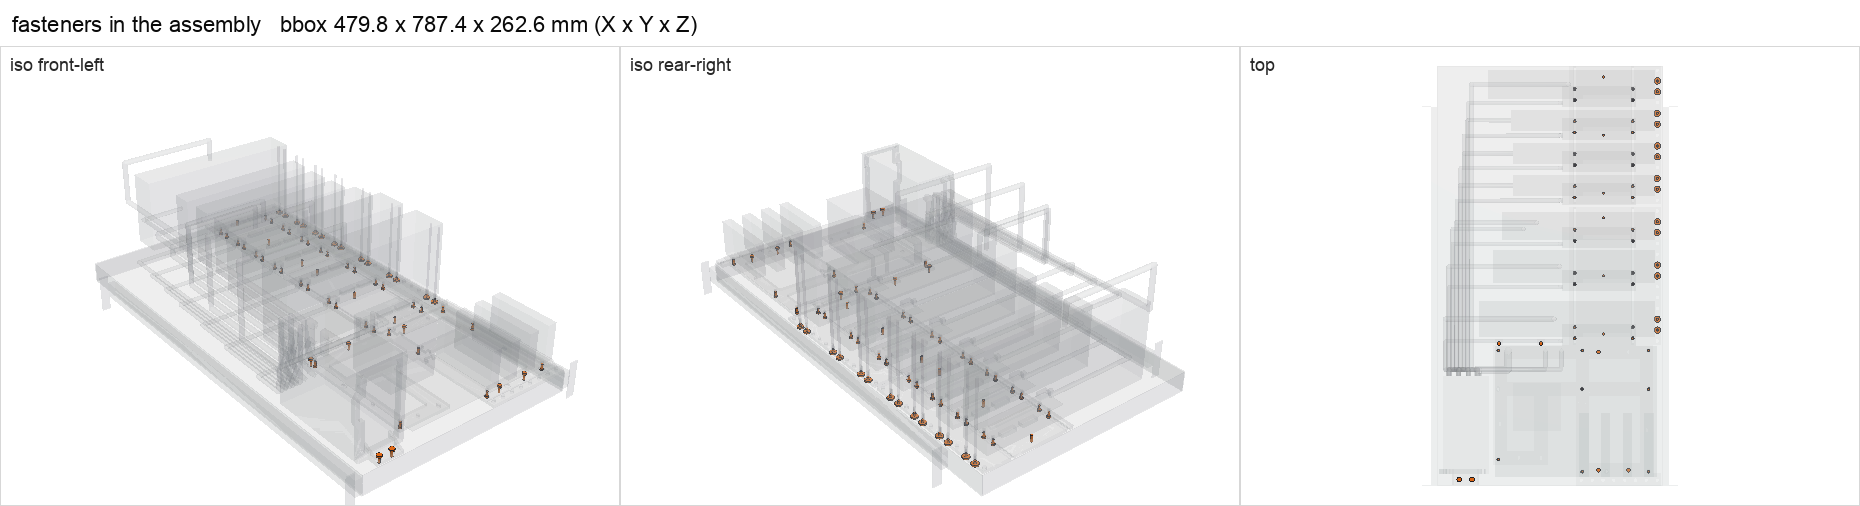 fasteners in the assembly   bbox 479.8 x 787.4 x 262.6 mm (X x Y x Z)
iso front-left
iso rear-right
top